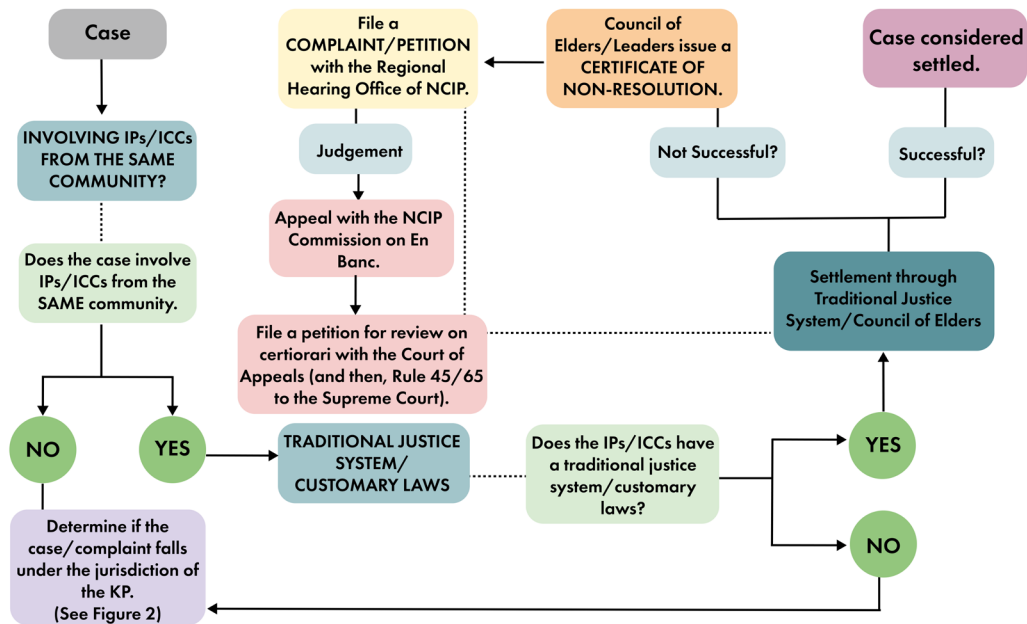 Case
INVOLVING IPs/ICCs
FROM THE SAME
COMMUNITY?
Does the case involve
IPs/ICCs from the
SAME community.
NO
YES
Determine if the
case/complaint falls
under the jurisdiction of
the KP.
(See Figure 2)
File a
COMPLAINT/PETITION
with the Regional
Hearing Office of NCIP.
Judgement
Appeal with the NCIP
Commission on En
Banc.
File a petition for review on
certiorari with the Court of
Appeals (and then, Rule 45/65
to the Supreme Court).
TRADITIONAL JUSTICE
SYSTEM/
CUSTOMARY LAWS
Council of
Elders/Leaders issue a
CERTIFICATE OF
NON-RESOLUTION.
Not Successful?
Case considered
settled.
Successful?
Settlement through
Traditional Justice
System/Council of Elders
Does the IPs/ICCs have
a traditional justice
system/customary
laws?
YES
NO